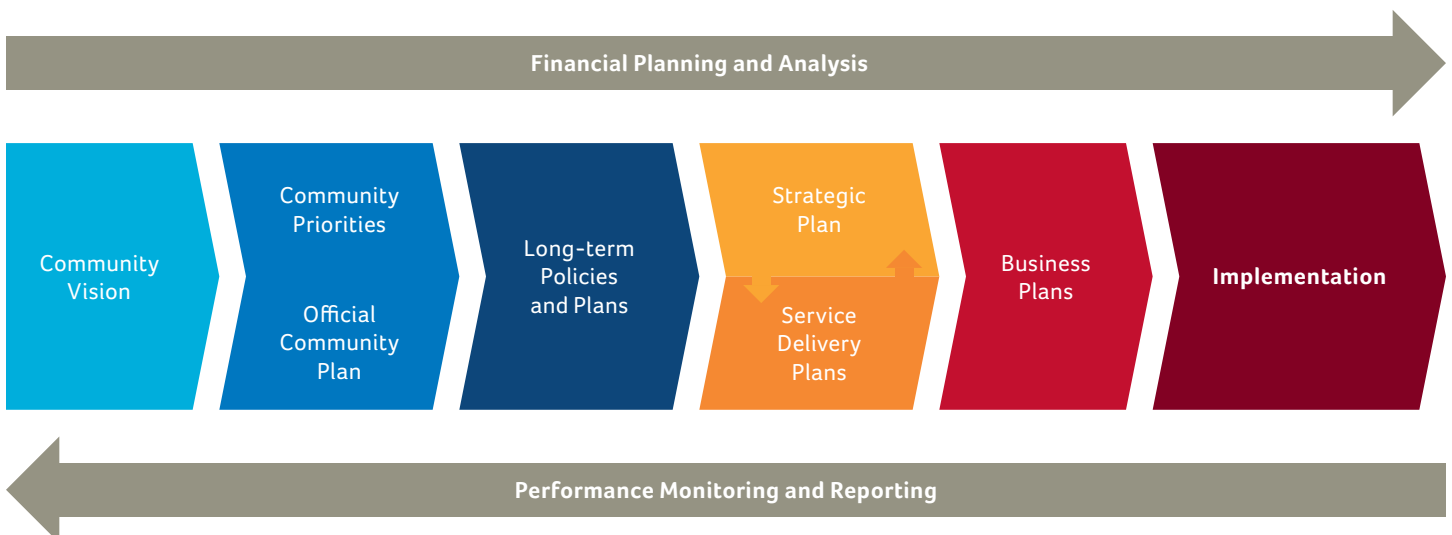 Financial Planning and Analysis
Community
Vision
Community
Priorities
Official
Community
Plan
Long-term
Policies
and Plans
Strategic
Plan
Service
Delivery
Plans
Business
Plans
Implementation
Performance Monitoring and Reporting